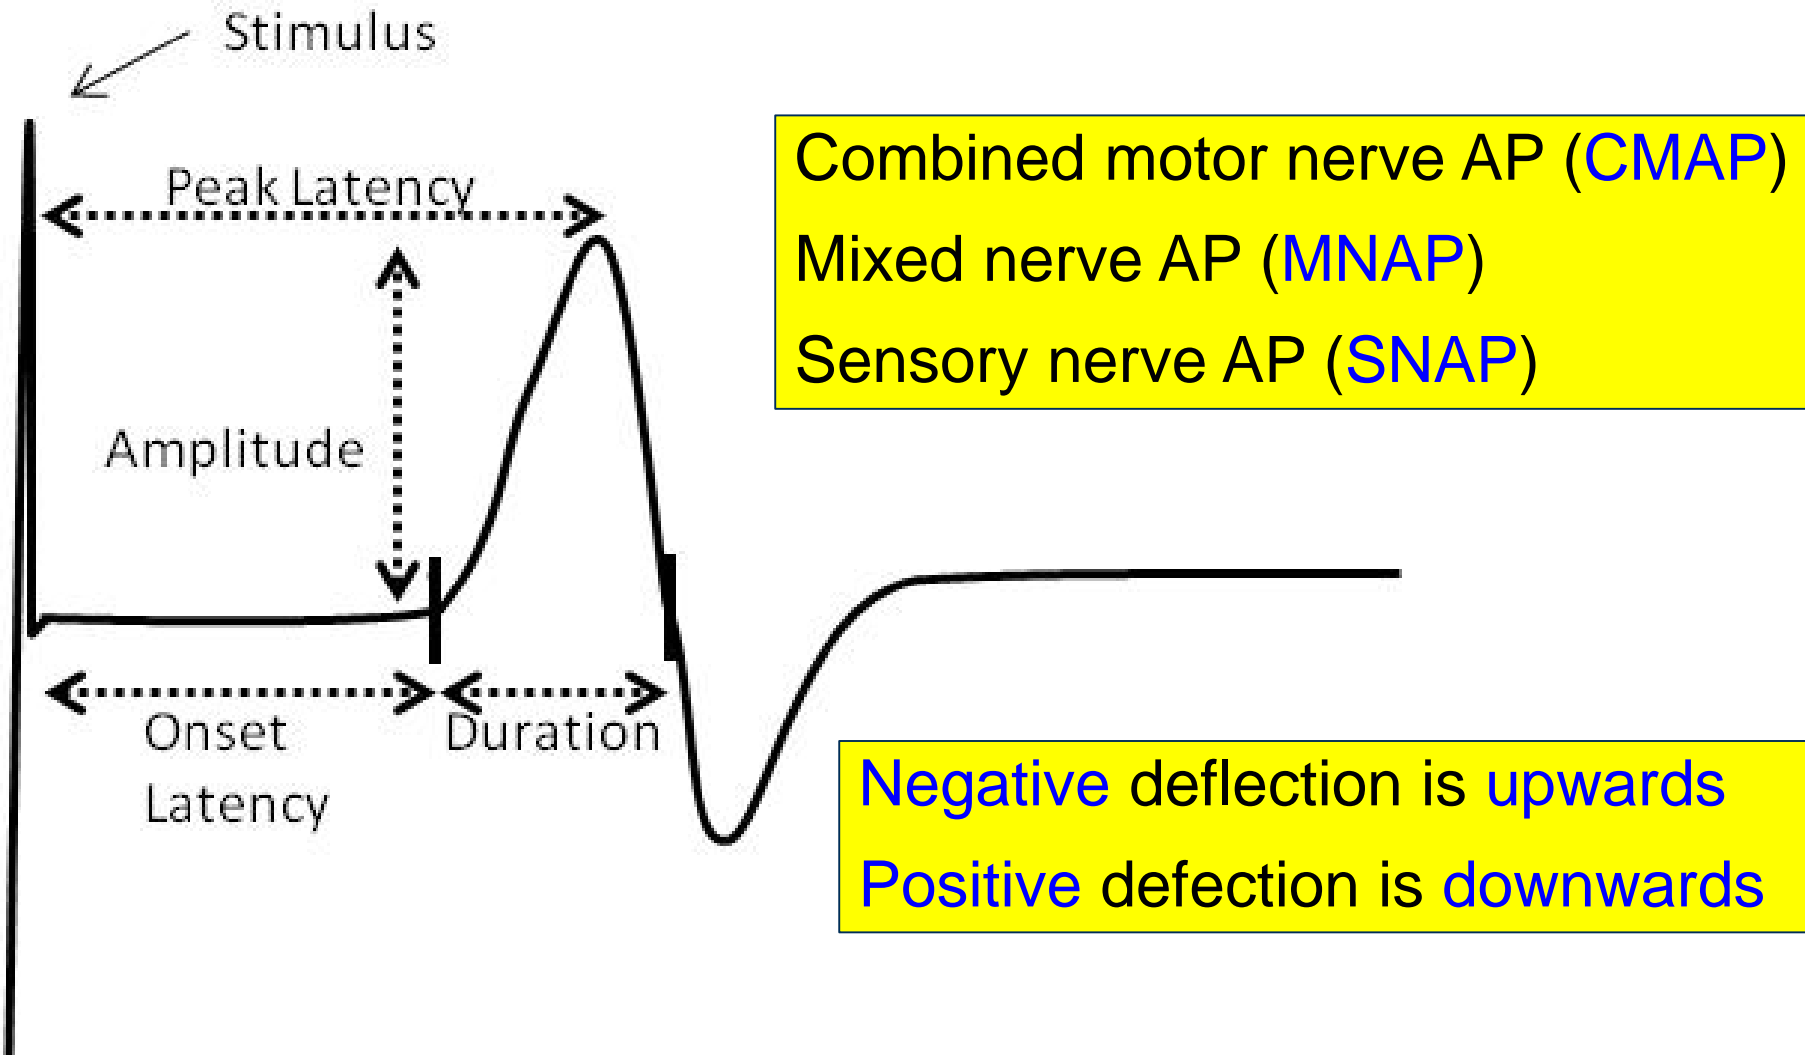 Stimulus
Peak Latency
Combined motor nerve AP (CMAP)
Mixed nerve AP (MNAP)
Sensory nerve AP (SNAP)
Amplitude
Onset
Latency
Duration
Negative deflection is upwards
Positive defection is downwards